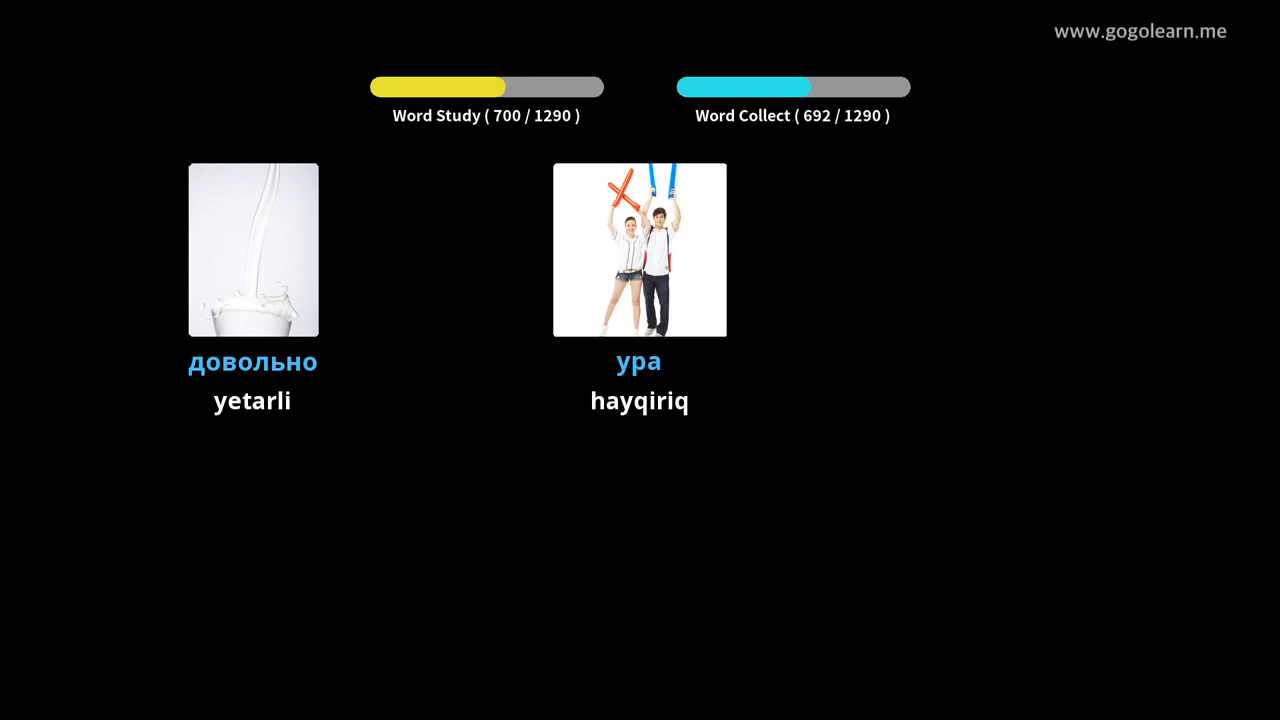 www.gogolearn.me
Word Study ( 700 / 1290 )
Word Collect ( 692 / 1290 )
довольно
yetarli
ура
hayqiriq